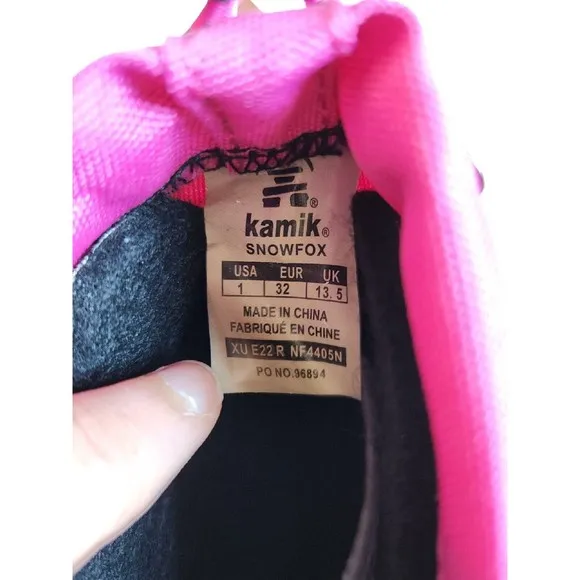 ®
kamik®
SNOWFOX
USA EUR UK
1 32 13.5
MADE IN CHINA
FABRIQUÉ EN CHINE
XU E22 R NF4405N
PO NO.96894